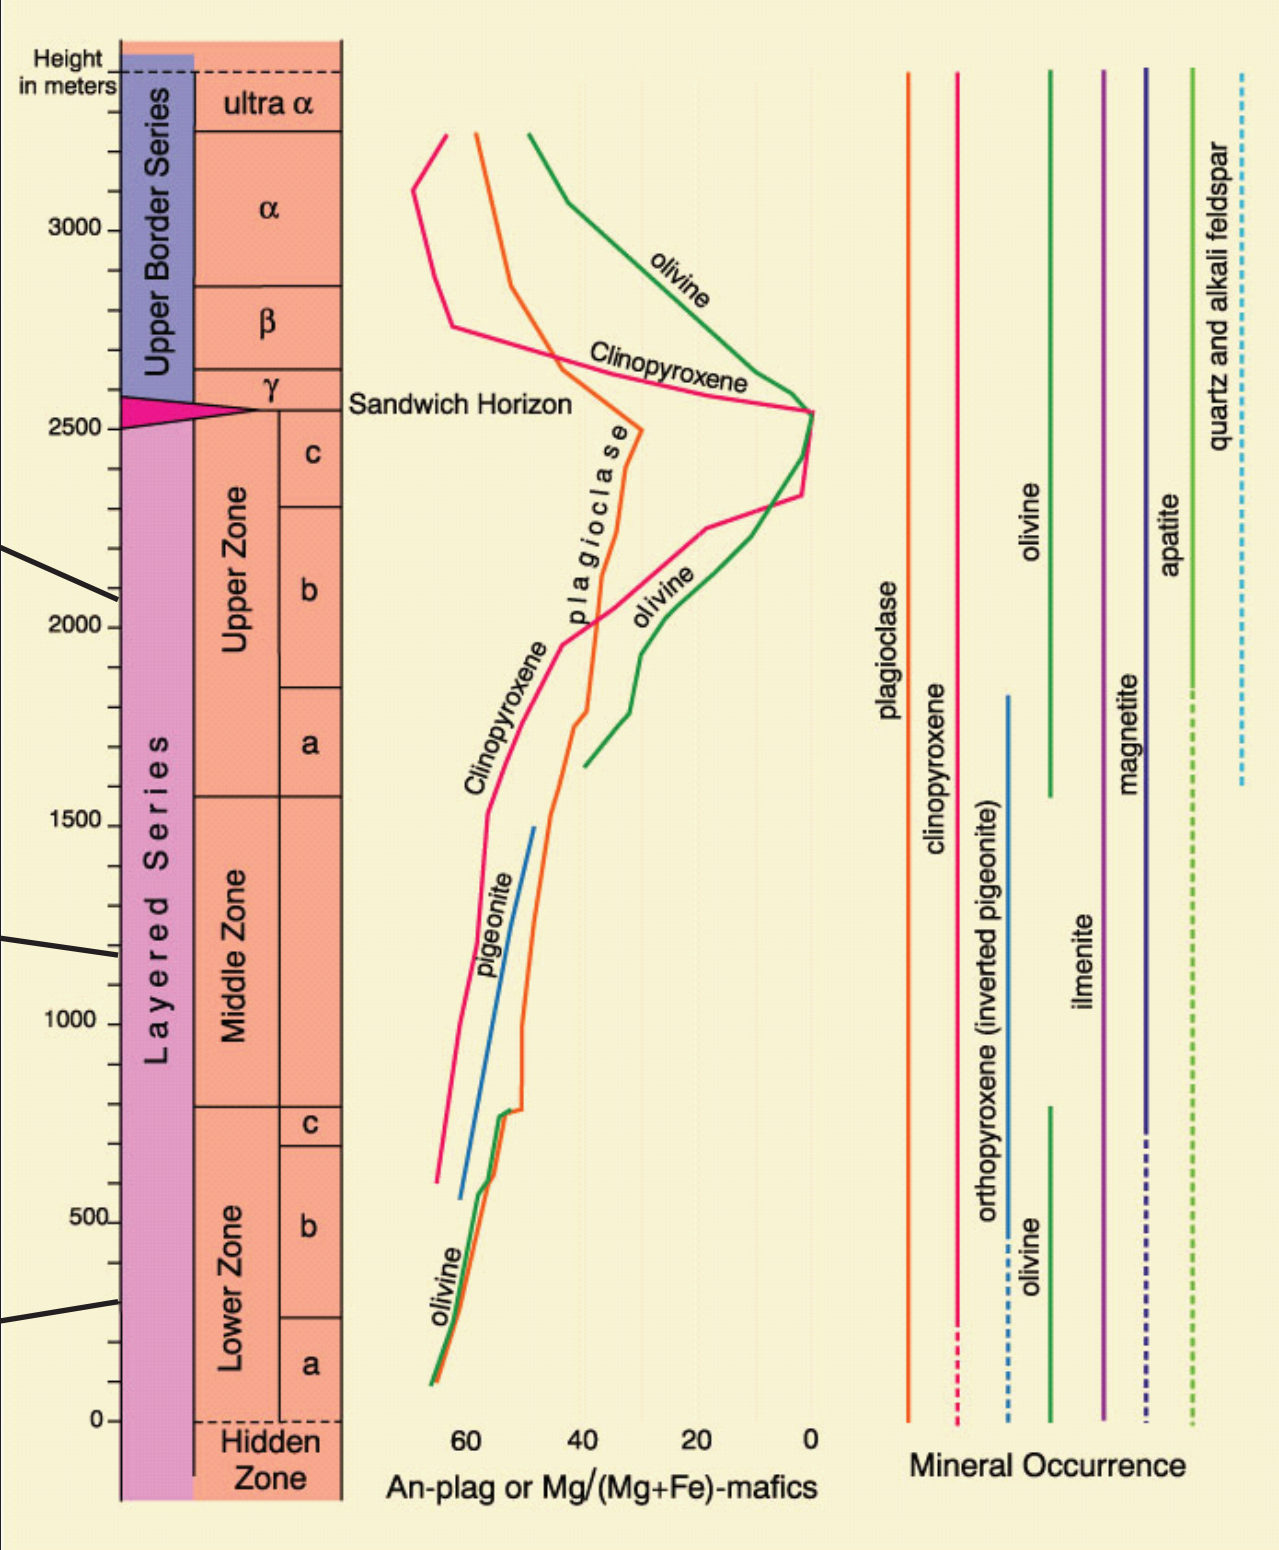 Height
in meters
3000
2500
2000
1500
1000
500
0
Upper Border Series
Layered Series
ultra α
α
β
γ
Sandwich Horizon
Upper Zone
c
b
a
Middle Zone
Lower Zone
c
b
a
Hidden
Zone
olivine
Clinopyroxene
plagioclase
olivine
Clinopyroxene
pigeonite
olivine
60 40 20 0
An-plag or Mg/(Mg+Fe)-mafics
plagioclase
clinopyroxene
orthopyroxene (inverted pigeonite)
olivine
olivine
ilmenite
magnetite
apatite
quartz and alkali feldspar
Mineral Occurrence